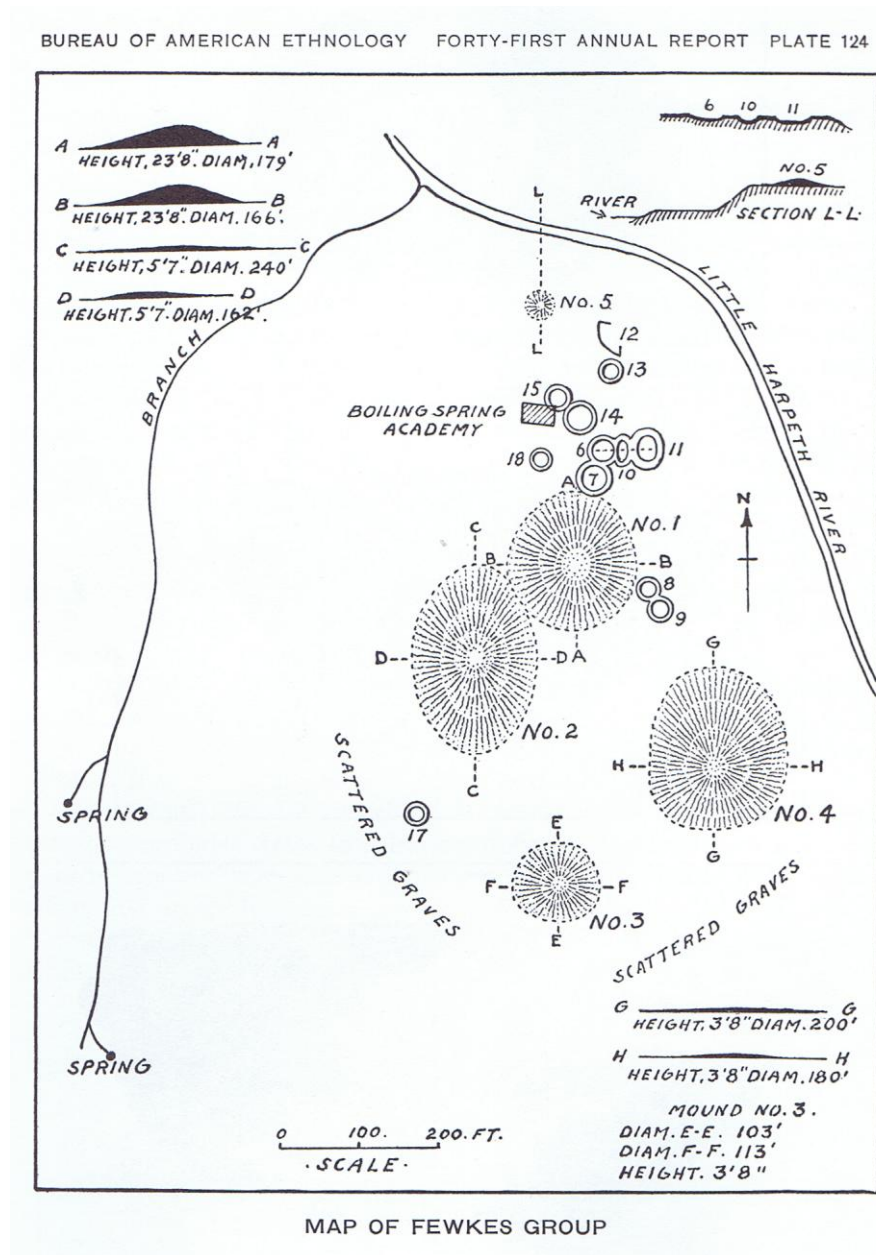 BUREAU OF AMERICAN ETHNOLOGY FORTY-FIRST ANNUAL REPORT PLATE 124
A A
HEIGHT, 23'8". DIAM, 179'
B B
HEIGHT, 23'8". DIAM. 166'.
C C
HEIGHT, 5'7". DIAM. 240'
D D
HEIGHT, 5'7". DIAM. 162'.
6 10 11
NO. 5
RIVER
SECTION L-L.
L
NO. 5
L
LITTLE HARPETH RIVER
BRANCH
12
13
15
14
BOILING SPRING
ACADEMY
18
6
10
11
7
A
NO. 1
C
B
B
8
9
D
D
A
G
NO. 2
C
H
H
NO. 4
G
SPRING
17
SCATTERED GRAVES
E
F
F
NO. 3
E
SCATTERED GRAVES
G G
HEIGHT, 3'8" DIAM. 200'
H H
HEIGHT, 3'8" DIAM. 180'
SPRING
MOUND NO. 3.
DIAM. E-E. 103'
DIAM. F-F. 113'
HEIGHT. 3'8"
0 100. 200. FT.
· SCALE ·
MAP OF FEWKES GROUP